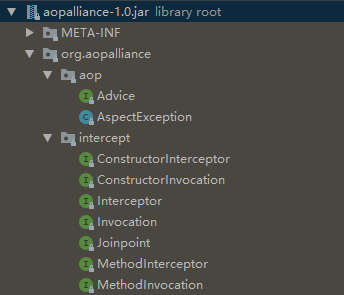 aopalliance-1.0.jar library root
META-INF
org.aopalliance
aop
Advice
AspectException
intercept
ConstructorInterceptor
ConstructorInvocation
Interceptor
Invocation
Joinpoint
MethodInterceptor
MethodInvocation